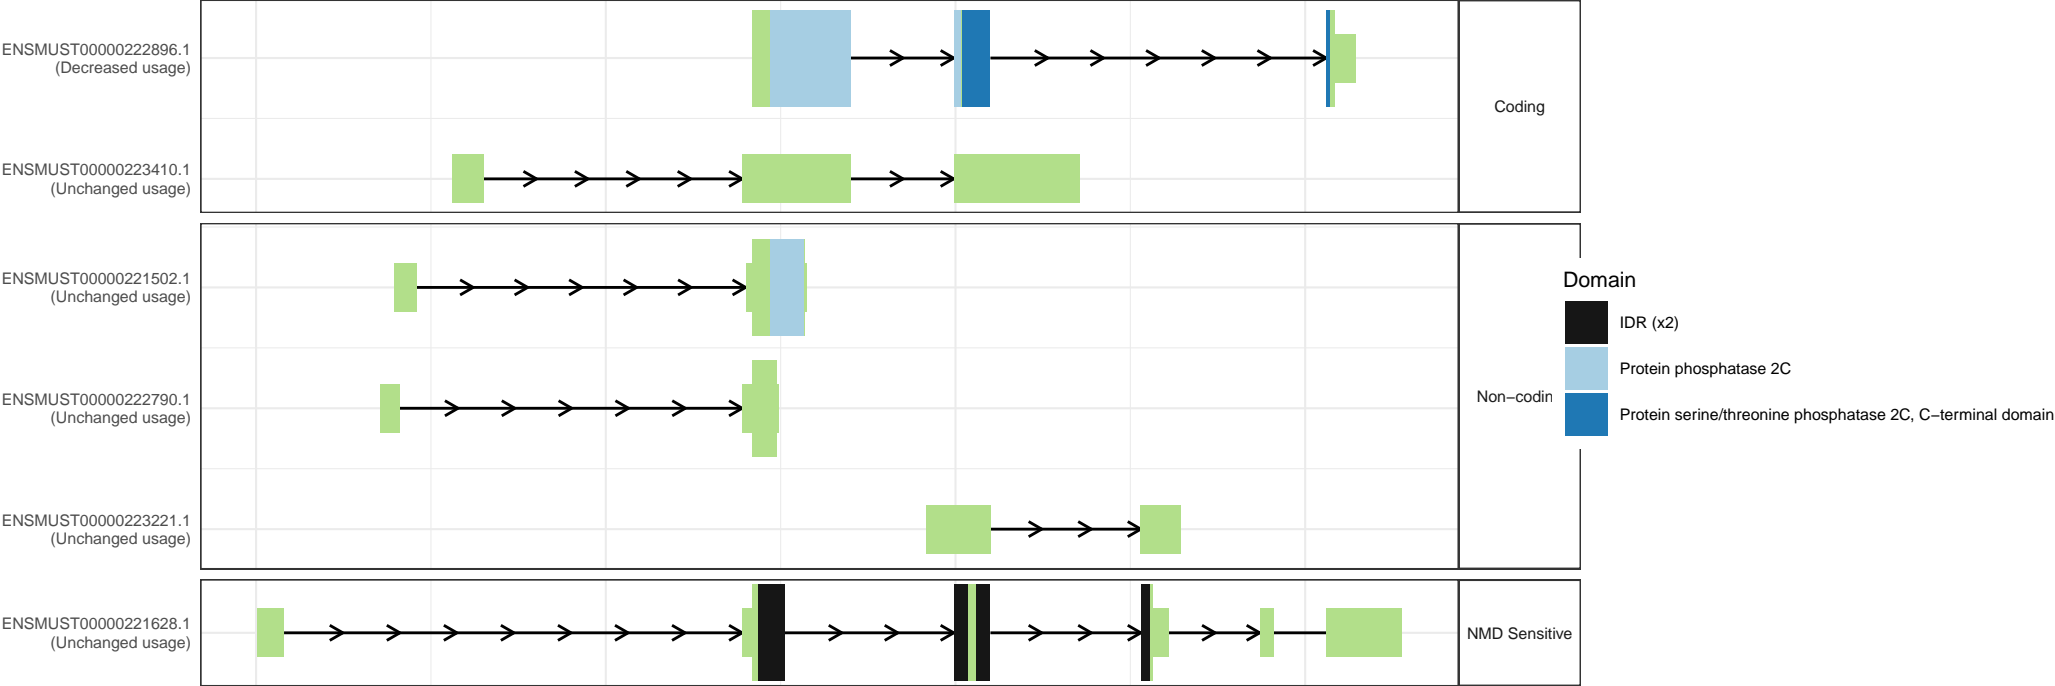 ENSMUST00000222896.1
(Decreased usage)
Coding
ENSMUST00000223410.1
(Unchanged usage)
ENSMUST00000221502.1
(Unchanged usage)
ENSMUST00000222790.1
(Unchanged usage)
Non−codin
ENSMUST00000223221.1
(Unchanged usage)
ENSMUST00000221628.1
(Unchanged usage)
NMD Sensitive
Domain
IDR (x2)
Protein phosphatase 2C
Protein serine/threonine phosphatase 2C, C−terminal domain